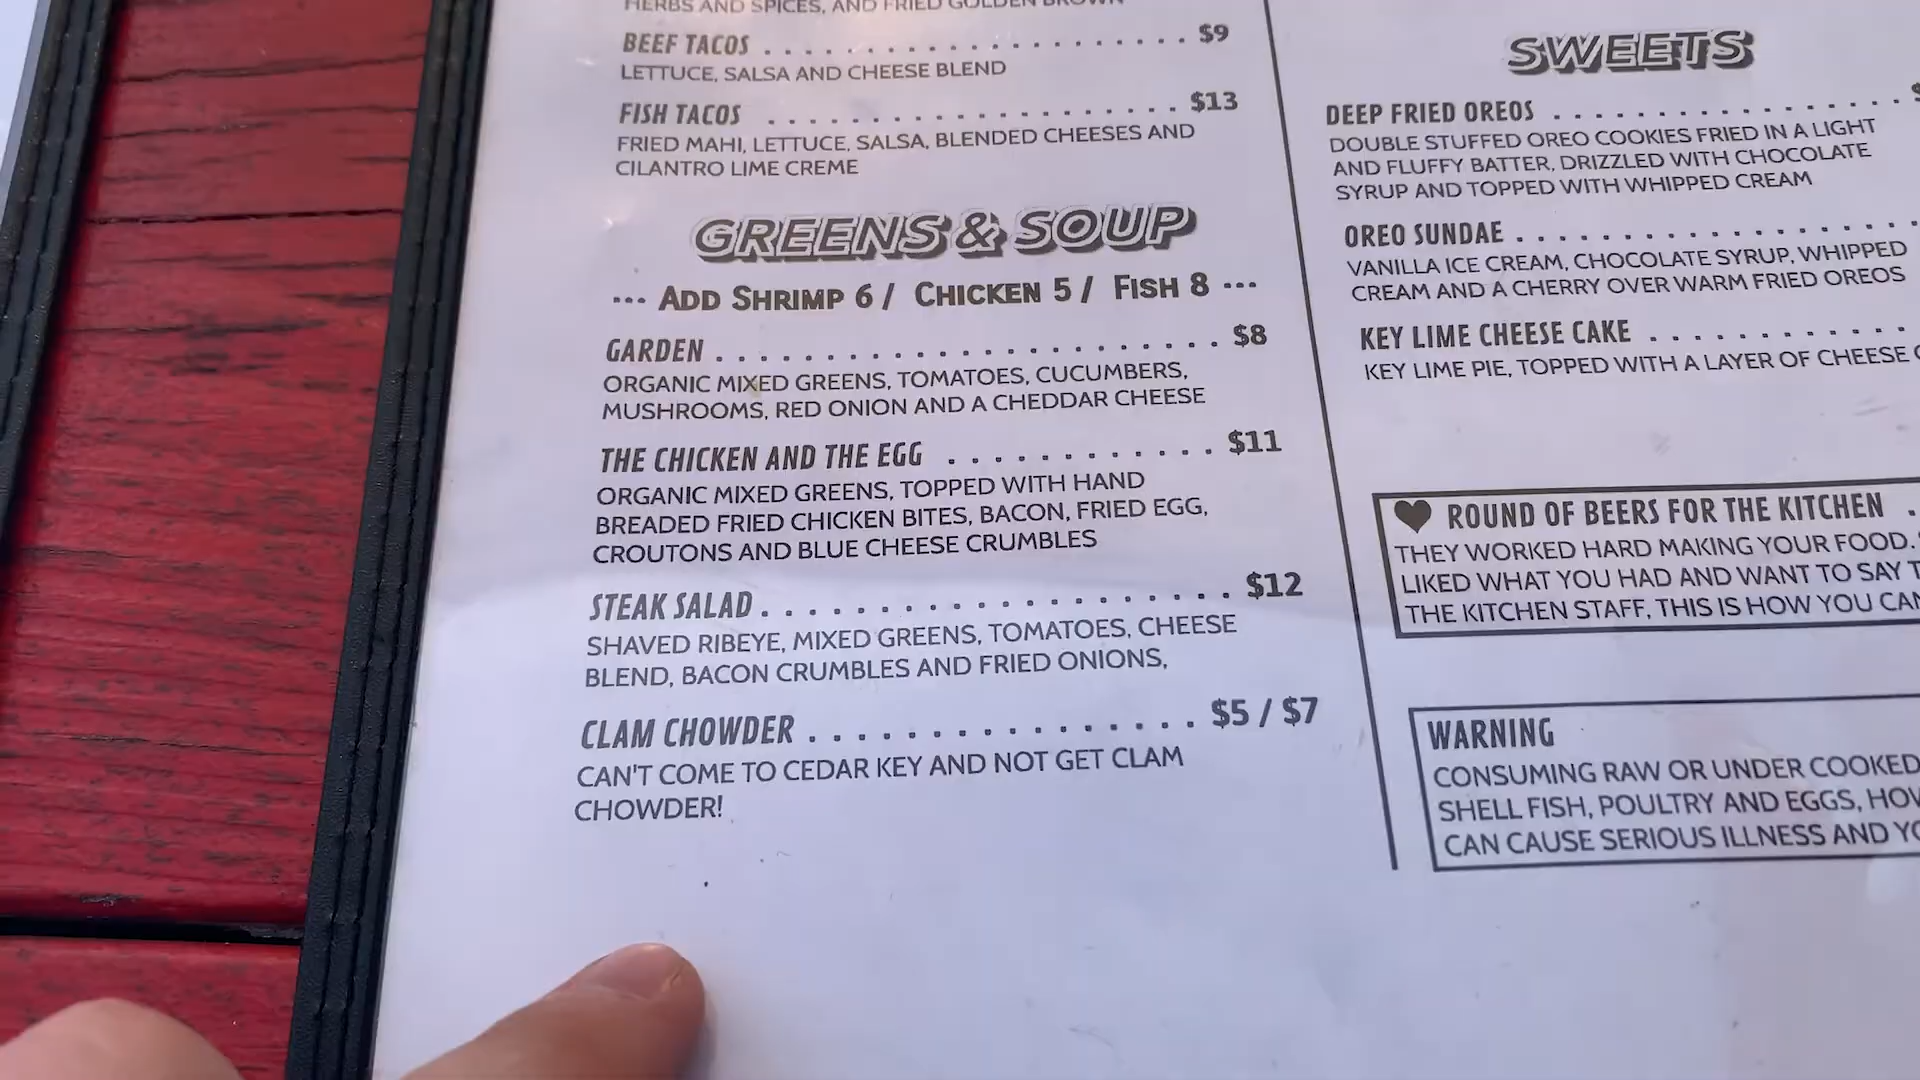 HERBS AND SPICES, AND FRIED GOLDEN BROWN
BEEF TACOS . . . . . . . . . . . . . . . . . . . . $9
LETTUCE, SALSA AND CHEESE BLEND
FISH TACOS . . . . . . . . . . . . . . . . . . . $13
FRIED MAHI, LETTUCE, SALSA, BLENDED CHEESES AND
CILANTRO LIME CREME
GREENS & SOUP
··· ADD SHRIMP 6 / CHICKEN 5 / FISH 8 ···
GARDEN . . . . . . . . . . . . . . . . . . . . . . $8
ORGANIC MIXED GREENS, TOMATOES, CUCUMBERS,
MUSHROOMS, RED ONION AND A CHEDDAR CHEESE
THE CHICKEN AND THE EGG . . . . . . . . . . . . $11
ORGANIC MIXED GREENS, TOPPED WITH HAND
BREADED FRIED CHICKEN BITES, BACON, FRIED EGG,
CROUTONS AND BLUE CHEESE CRUMBLES
STEAK SALAD . . . . . . . . . . . . . . . . . . . . $12
SHAVED RIBEYE, MIXED GREENS, TOMATOES, CHEESE
BLEND, BACON CRUMBLES AND FRIED ONIONS,
CLAM CHOWDER . . . . . . . . . . . . . . . $5 / $7
CAN'T COME TO CEDAR KEY AND NOT GET CLAM
CHOWDER!
SWEETS
DEEP FRIED OREOS . . . . . . . . . . . . . . . .
DOUBLE STUFFED OREO COOKIES FRIED IN A LIGHT
AND FLUFFY BATTER, DRIZZLED WITH CHOCOLATE
SYRUP AND TOPPED WITH WHIPPED CREAM
OREO SUNDAE . . . . . . . . . . . . . . . . . .
VANILLA ICE CREAM, CHOCOLATE SYRUP, WHIPPED
CREAM AND A CHERRY OVER WARM FRIED OREOS
KEY LIME CHEESE CAKE . . . . . . . . . . . .
KEY LIME PIE, TOPPED WITH A LAYER OF CHEESE
♥ ROUND OF BEERS FOR THE KITCHEN .
THEY WORKED HARD MAKING YOUR FOOD.
LIKED WHAT YOU HAD AND WANT TO SAY
THE KITCHEN STAFF, THIS IS HOW YOU
WARNING
CONSUMING RAW OR UNDER COOKED
SHELL FISH, POULTRY AND EGGS,
CAN CAUSE SERIOUS ILLNESS AND